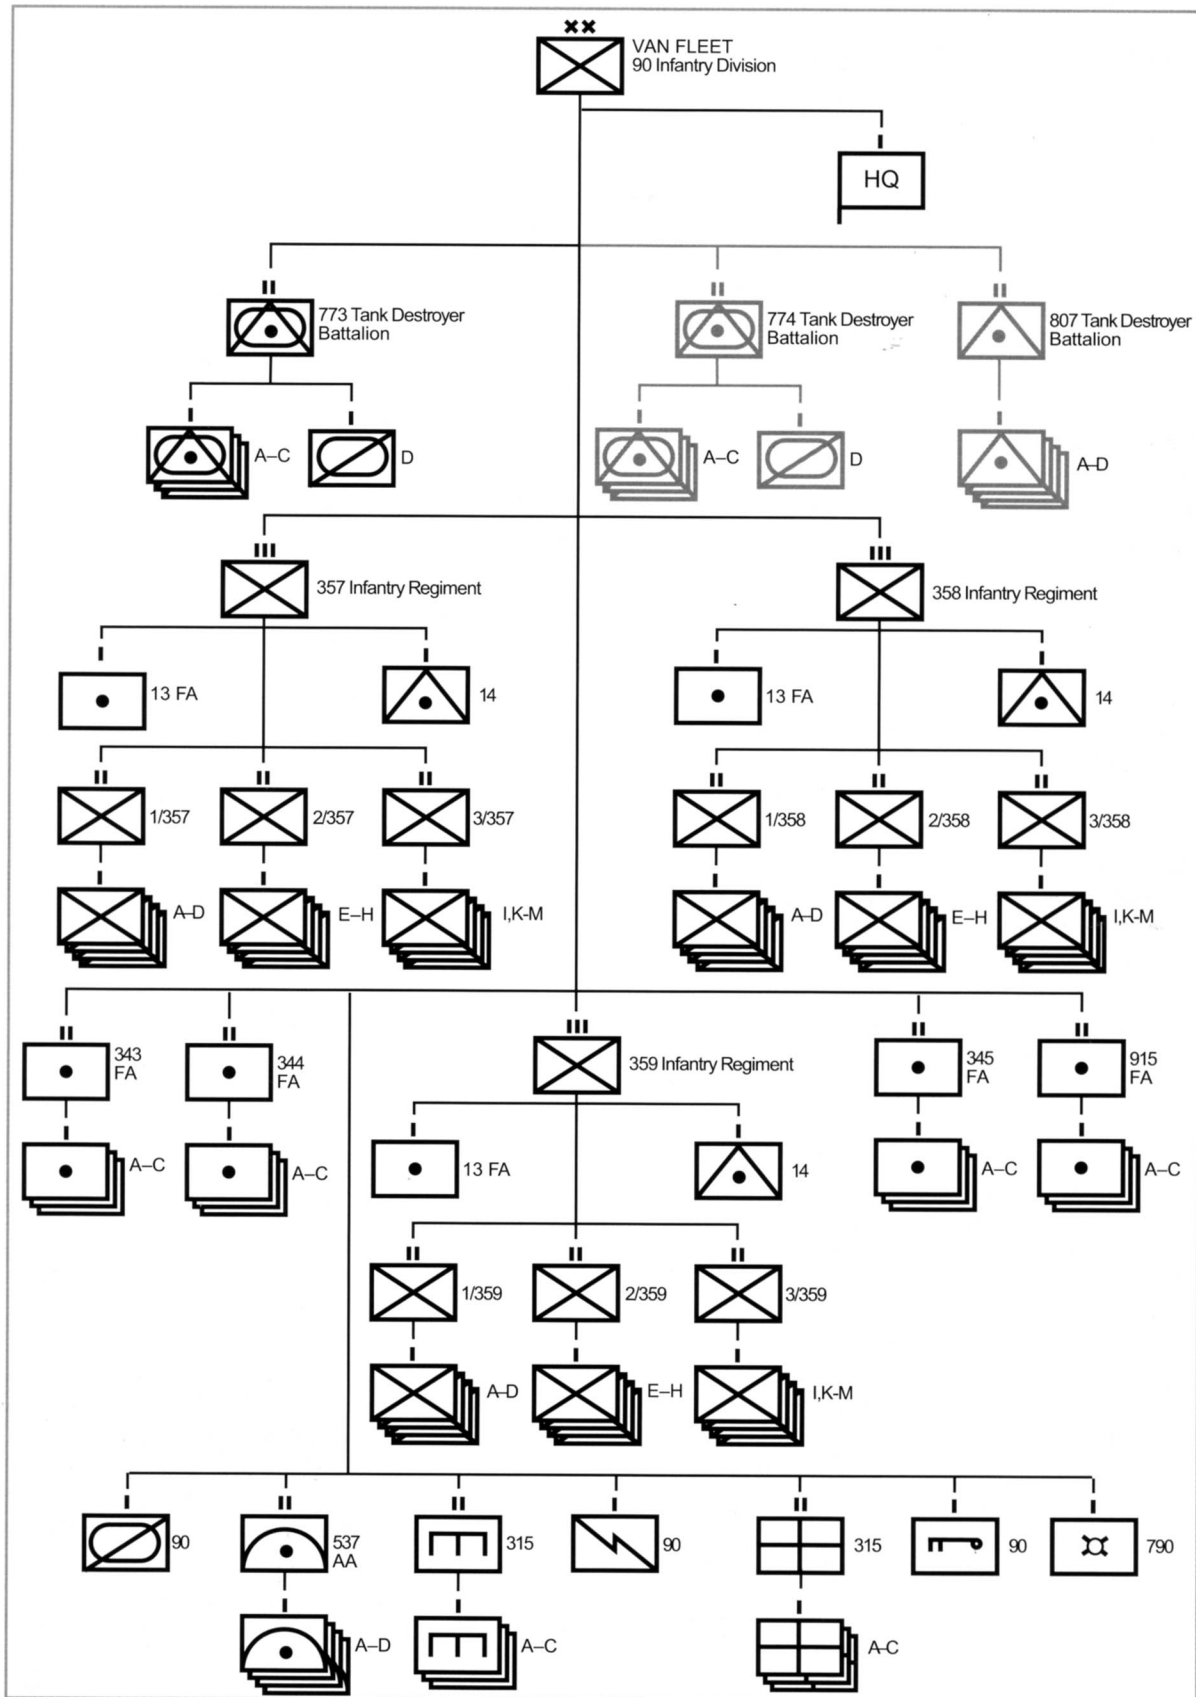 VAN FLEET
90 Infantry Division
HQ
773 Tank Destroyer
Battalion
774 Tank Destroyer
Battalion
807 Tank Destroyer
Battalion
A–C
D
A–C
D
A–D
357 Infantry Regiment
358 Infantry Regiment
13 FA
14
13 FA
14
1/357
2/357
3/357
1/358
2/358
3/358
A–D
E–H
I,K-M
A–D
E–H
I,K-M
343
FA
344
FA
359 Infantry Regiment
345
FA
915
FA
A–C
A–C
13 FA
14
A–C
A–C
1/359
2/359
3/359
A–D
E–H
I,K-M
90
537
AA
315
90
315
90
790
A–D
A–C
A-C